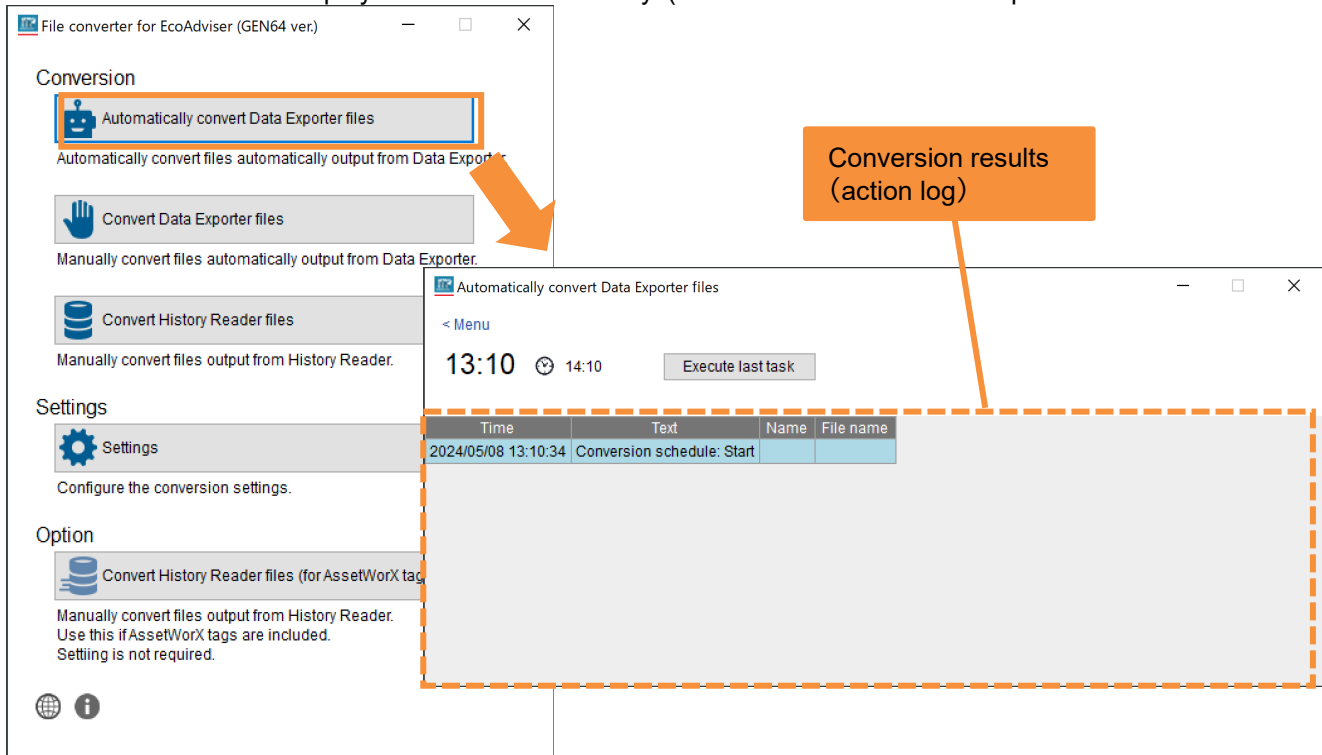 File converter for EcoAdviser (GEN64 ver.)
Conversion
Automatically convert Data Exporter files
Automatically convert files automatically output from Data Exporter.
Convert Data Exporter files
Manually convert files automatically output from Data Exporter.
Convert History Reader files
Manually convert files output from History Reader.
Settings
Settings
Configure the conversion settings.
Option
Convert History Reader files (for AssetWorX tag
Manually convert files output from History Reader.
Use this if AssetWorX tags are included.
Settiing is not required.
Conversion results
（action log）
Automatically convert Data Exporter files
< Menu
13:10 14:10 Execute last task
Time Text Name File name
2024/05/08 13:10:34 Conversion schedule: Start